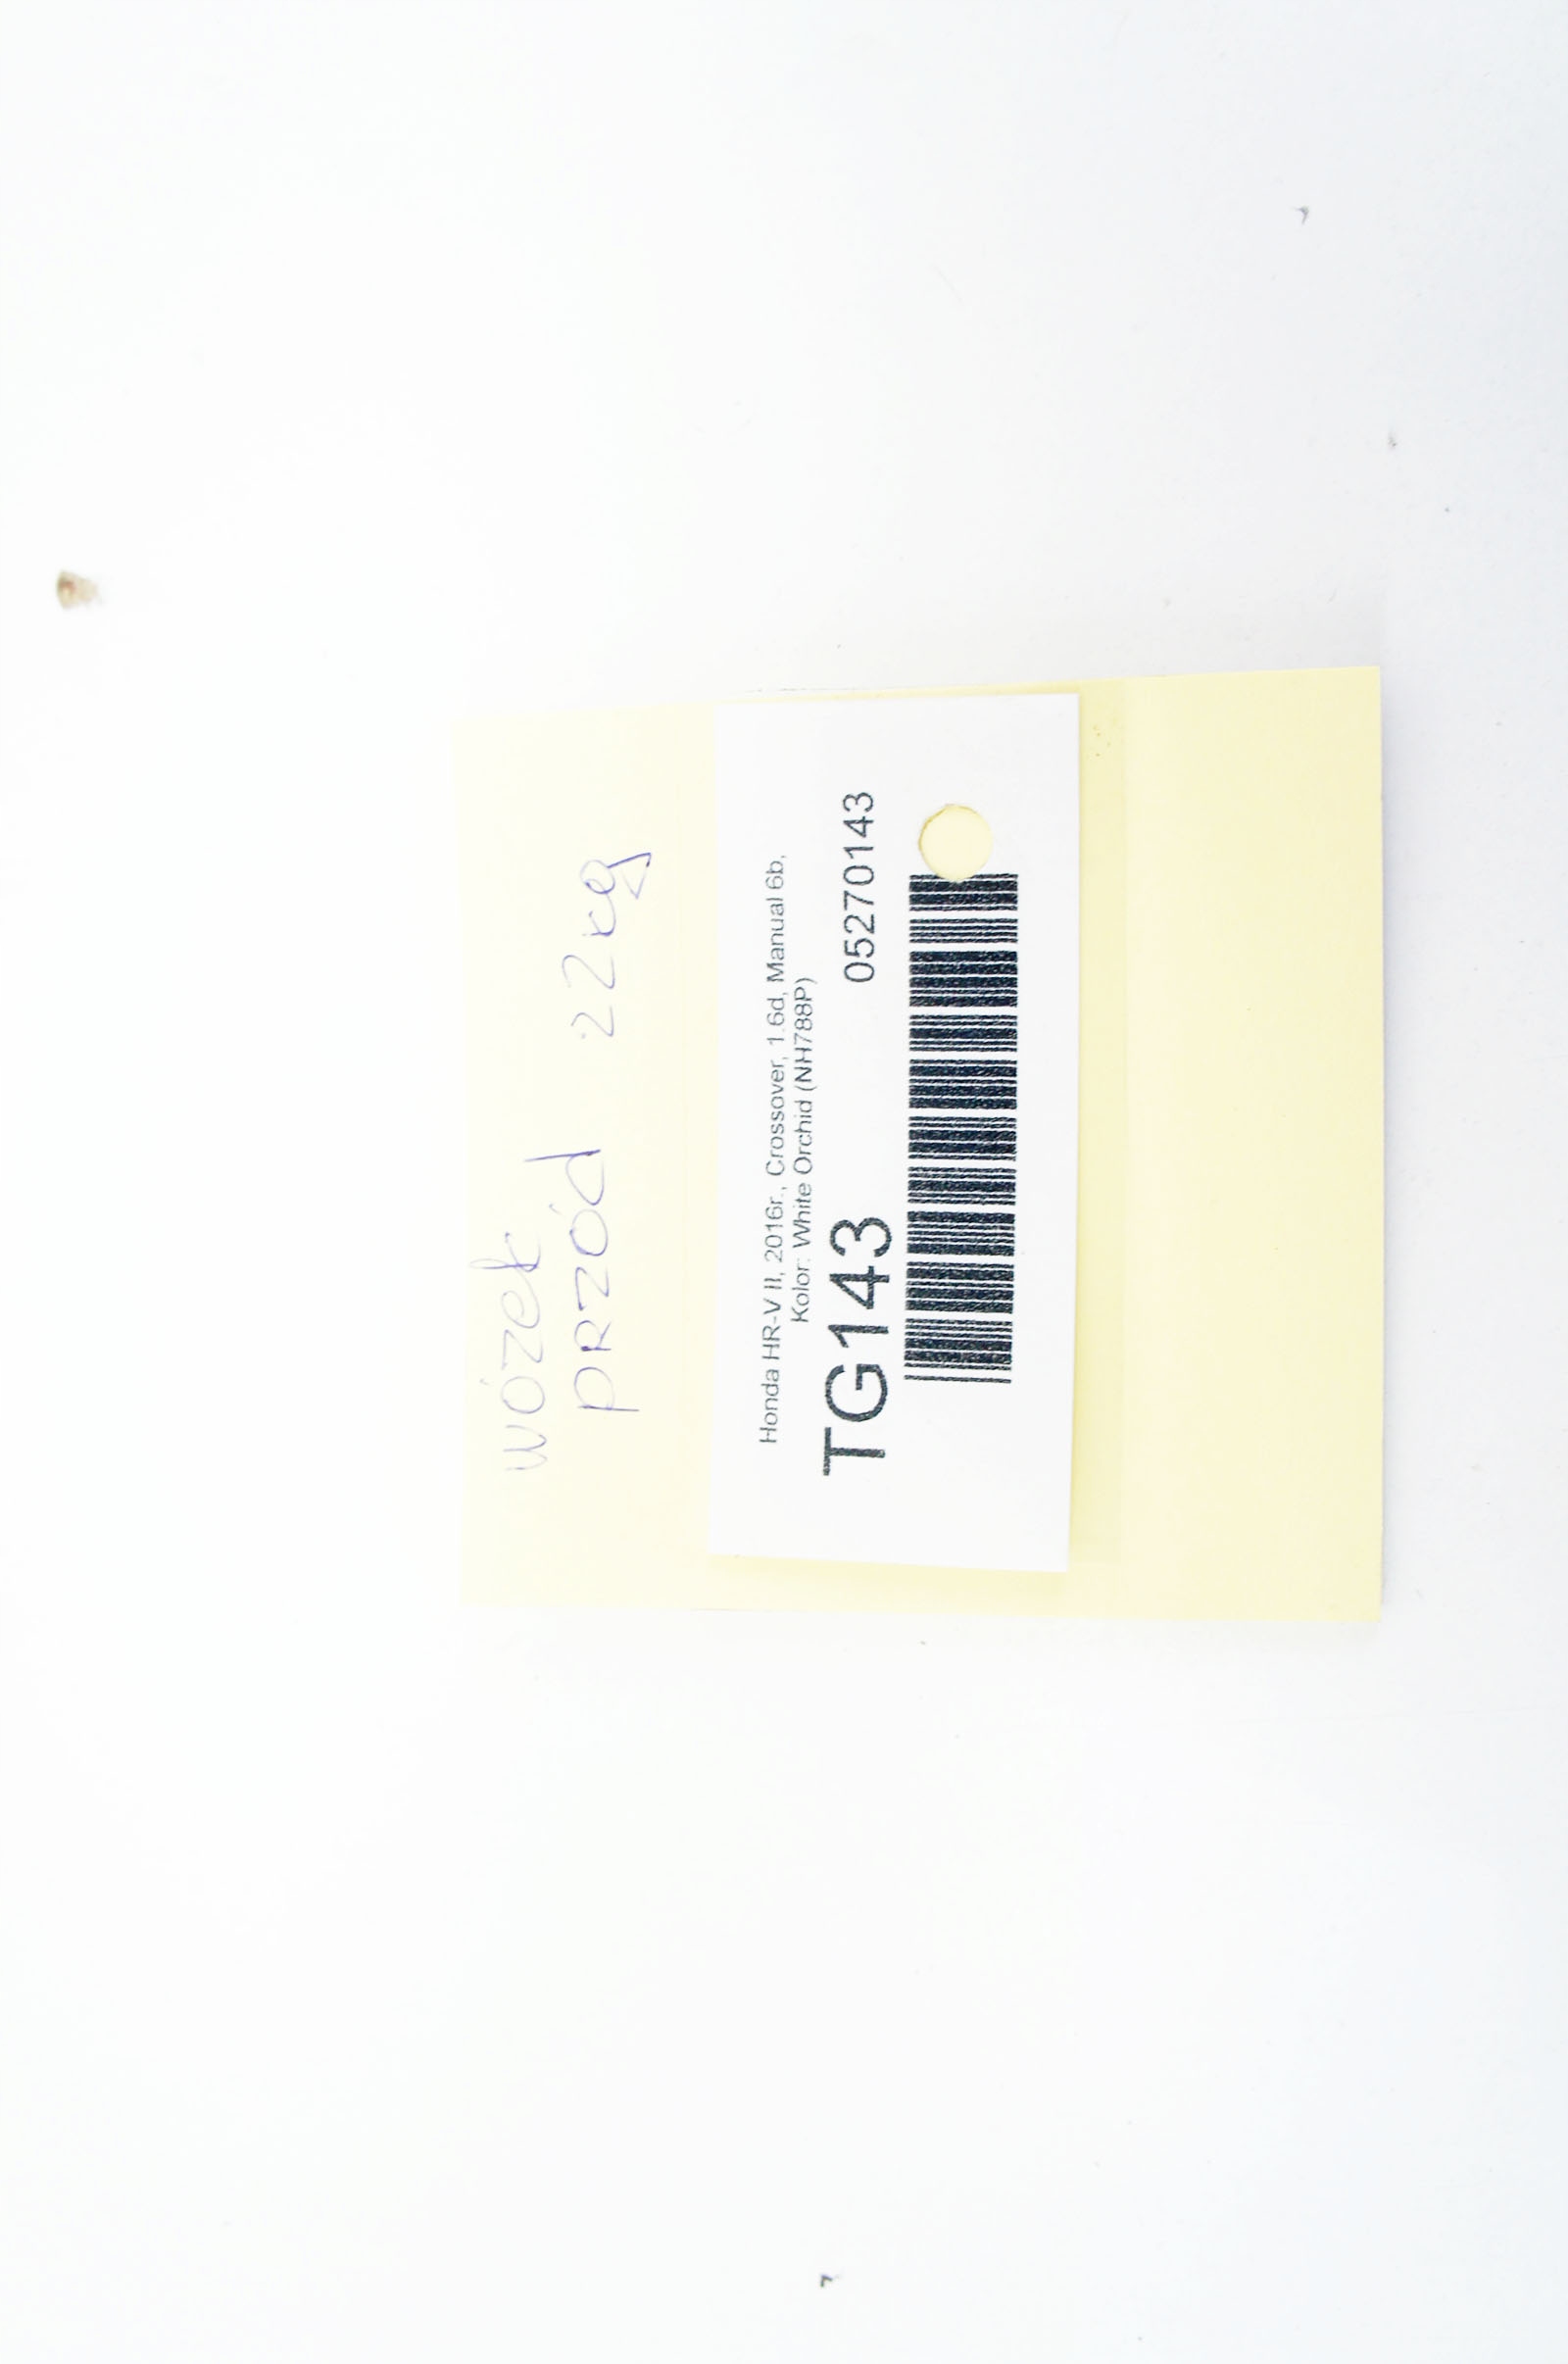 wózek
przód 22kg
Honda HR-V II, 2016r., Crossover, 1.6d, Manual 6b,
Kolor: White Orchid (NH788P)
TG143 05270143